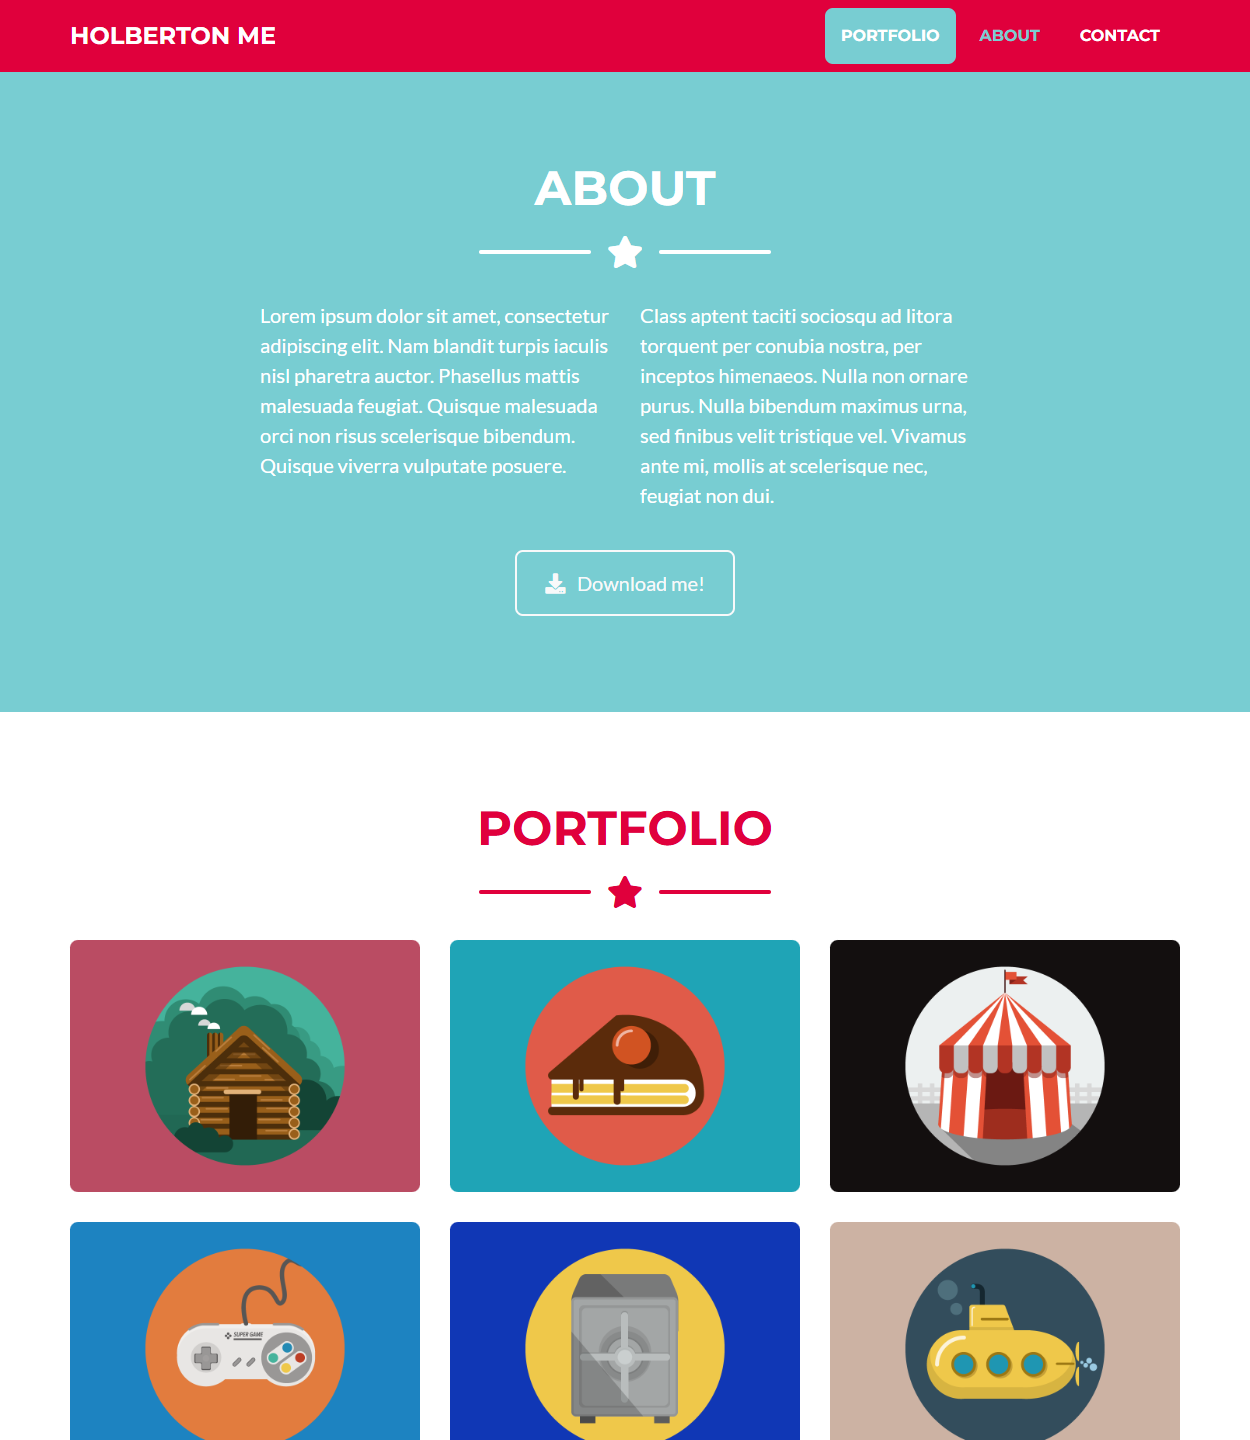 HOLBERTON ME
PORTFOLIO
ABOUT
CONTACT
ABOUT
Lorem ipsum dolor sit amet, consectetur
adipiscing elit. Nam blandit turpis iaculis
nisl pharetra auctor. Phasellus mattis
malesuada feugiat. Quisque malesuada
orci non risus scelerisque bibendum.
Quisque viverra vulputate posuere.
Class aptent taciti sociosqu ad litora
torquent per conubia nostra, per
inceptos himenaeos. Nulla non ornare
purus. Nulla bibendum maximus urna,
sed finibus velit tristique vel. Vivamus
ante mi, mollis at scelerisque nec,
feugiat non dui.
Download me!
PORTFOLIO
SUPER GAME